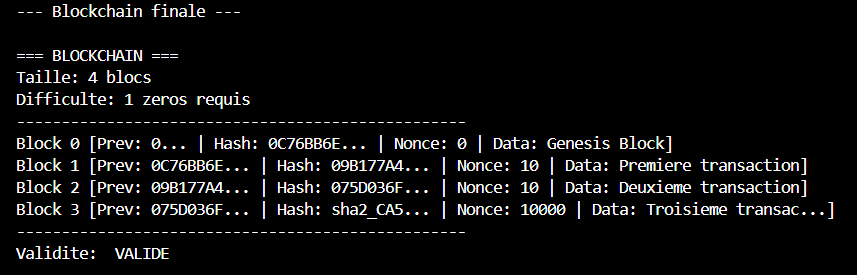 --- Blockchain finale ---
=== BLOCKCHAIN ===
Taille: 4 blocs
Difficulte: 1 zeros requis
--------------------------------------------------
Block 0 [Prev: 0... | Hash: 0C76BB6E... | Nonce: 0 | Data: Genesis Block]
Block 1 [Prev: 0C76BB6E... | Hash: 09B177A4... | Nonce: 10 | Data: Premiere transaction]
Block 2 [Prev: 09B177A4... | Hash: 075D036F... | Nonce: 10 | Data: Deuxieme transaction]
Block 3 [Prev: 075D036F... | Hash: sha2_CA5... | Nonce: 10000 | Data: Troisieme transac...]
--------------------------------------------------
Validite:  VALIDE